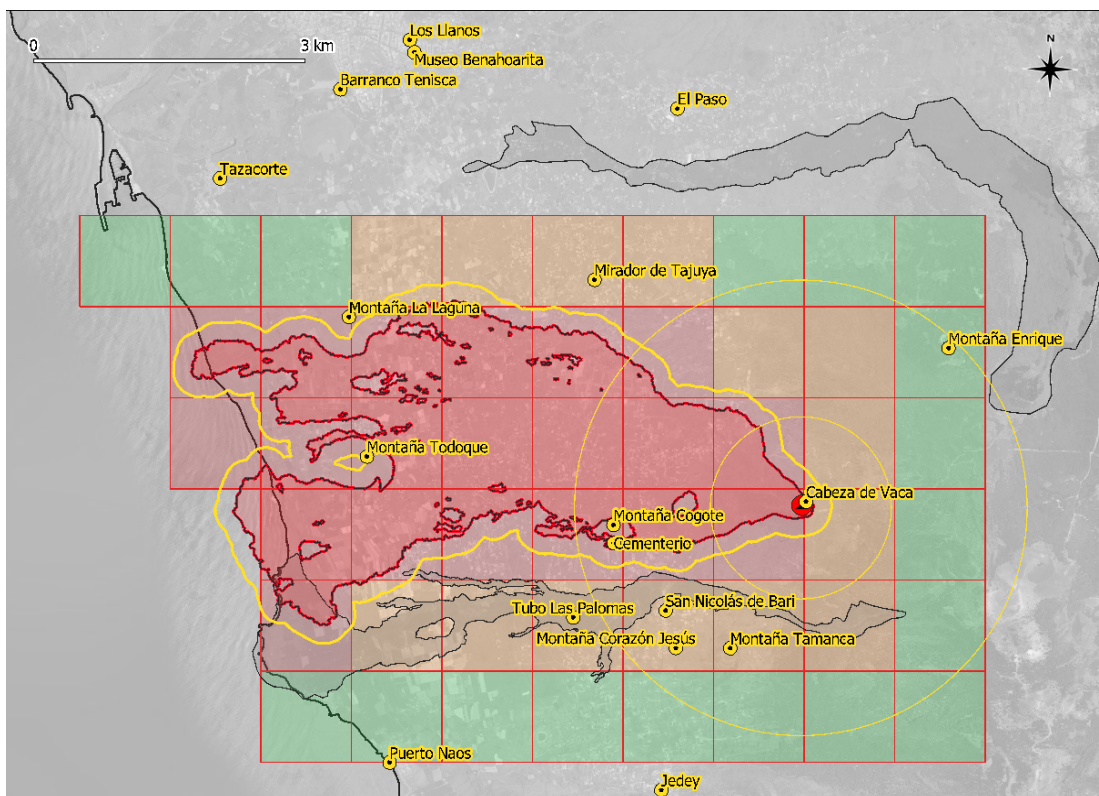 Los Llanos
0
3 km
N
Museo Benahoarita
Barranco Tenisca
El Paso
Tazacorte
Mirador de Tajuya
Montaña La Laguna
Montaña Enrique
Montaña Todoque
Cabeza de Vaca
Montaña Cogote
Cementerio
San Nicolás de Bari
Tubo Las Palomas
Montaña Corazón Jesús
Montaña Tamanca
Puerto Naos
Jedey